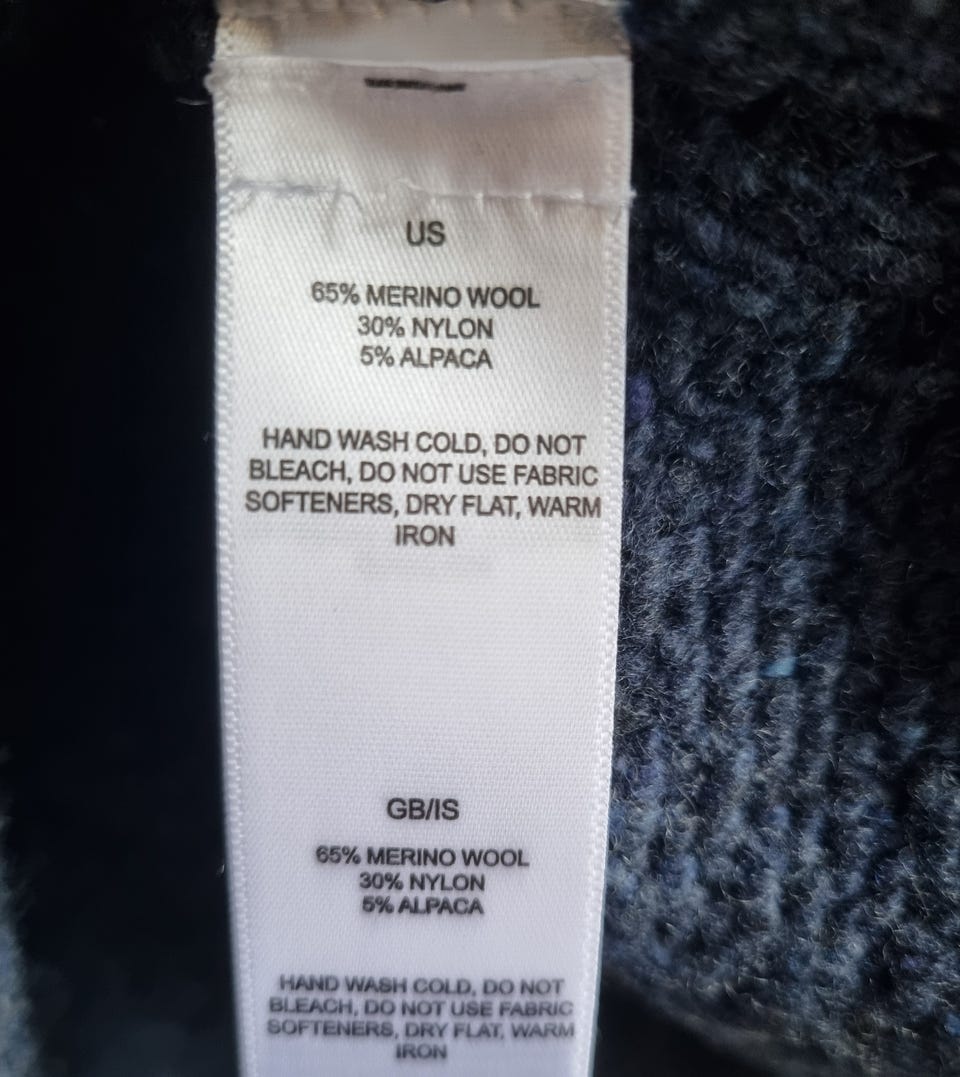 US
65% MERINO WOOL
30% NYLON
5% ALPACA
HAND WASH COLD, DO NOT
BLEACH, DO NOT USE FABRIC
SOFTENERS, DRY FLAT, WARM
IRON
GB/IS
65% MERINO WOOL
30% NYLON
5% ALPACA
HAND WASH COLD, DO NOT
BLEACH, DO NOT USE FABRIC
SOFTENERS, DRY FLAT, WARM
IRON